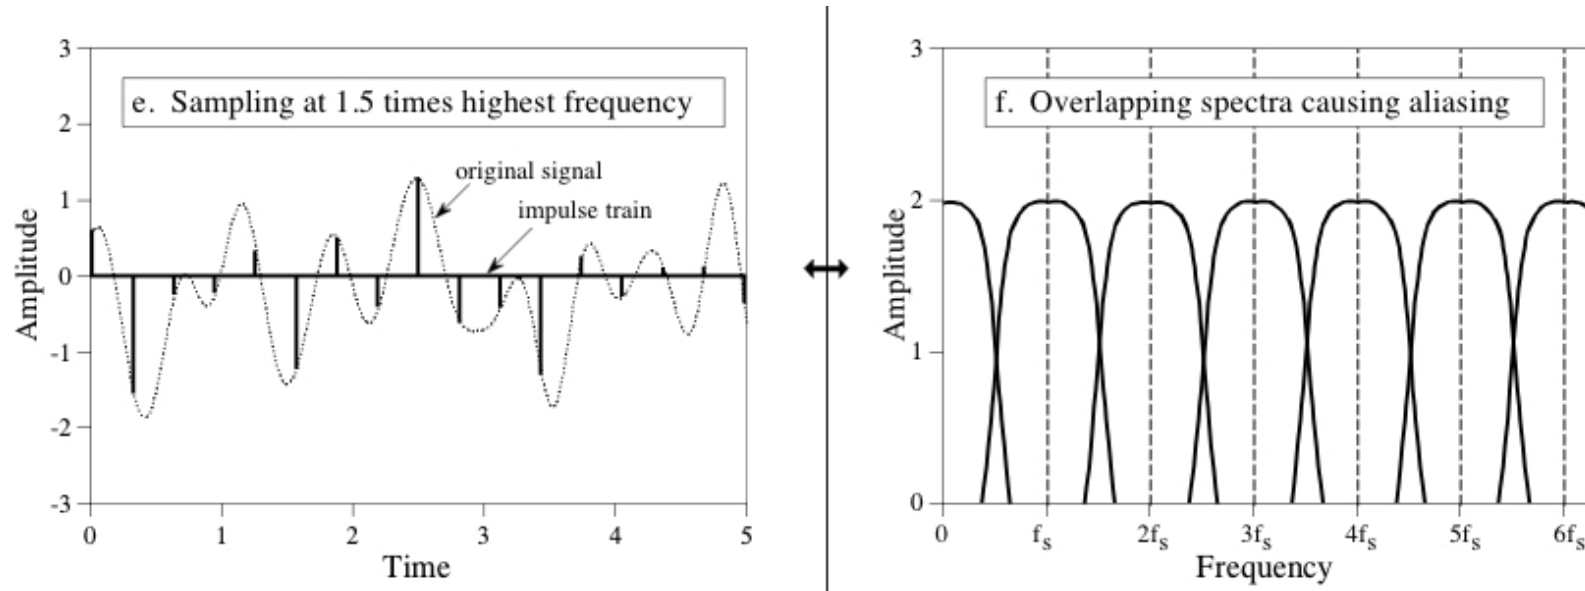 e. Sampling at 1.5 times highest frequency
original signal
impulse train
Amplitude
3
2
1
0
-1
-2
-3
0 1 2 3 4 5
Time
f. Overlapping spectra causing aliasing
Amplitude
3
2
1
0
0 fs 2fs 3fs 4fs 5fs 6fs
Frequency